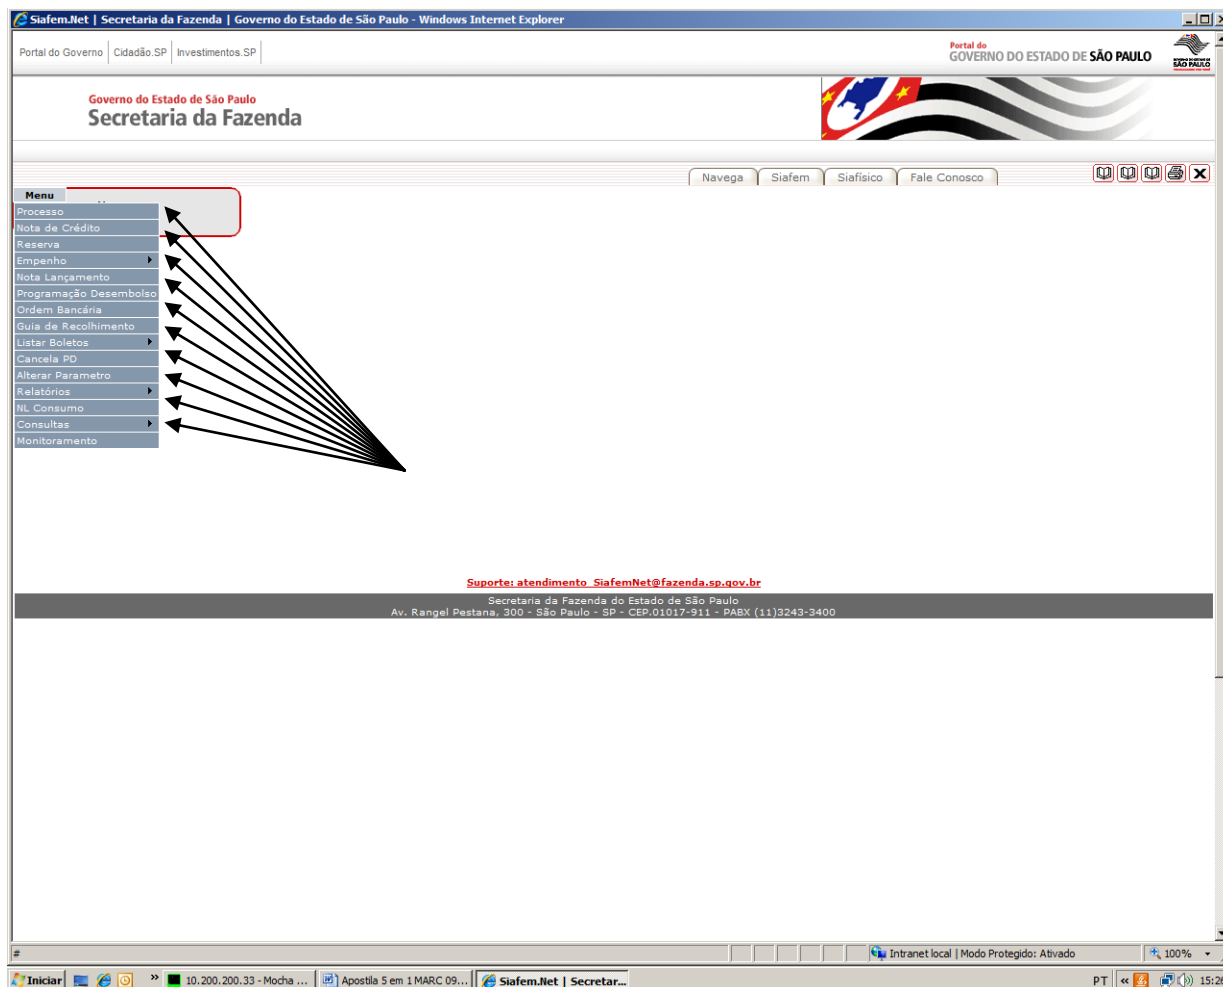 Siafem.Net | Secretaria da Fazenda | Governo do Estado de São Paulo - Windows Internet Explorer
Portal do Governo Cidadão.SP Investimentos.SP
Portal do
GOVERNO DO ESTADO DE SÃO PAULO
SÃO PAULO
Governo do Estado de São Paulo
Secretaria da Fazenda
Navega Siafem Siafísico Fale Conosco
Menu
Processo
Nota de Crédito
Reserva
Empenho
Nota Lançamento
Programação Desembolso
Ordem Bancária
Guia de Recolhimento
Listar Boletos
Cancela PD
Alterar Parametro
Relatórios
NL Consumo
Consultas
Monitoramento
Suporte: atendimento_SiafemNet@fazenda.sp.gov.br
Secretaria da Fazenda do Estado de São Paulo
Av. Rangel Pestana, 300 - São Paulo - SP - CEP.01017-911 - PABX (11)3243-3400
# Intranet local | Modo Protegido: Ativado 100%
Iniciar » 10.200.200.33 - Mocha ... Apostila 5 em 1 MARC 09... Siafem.Net | Secretar... PT « 15:26